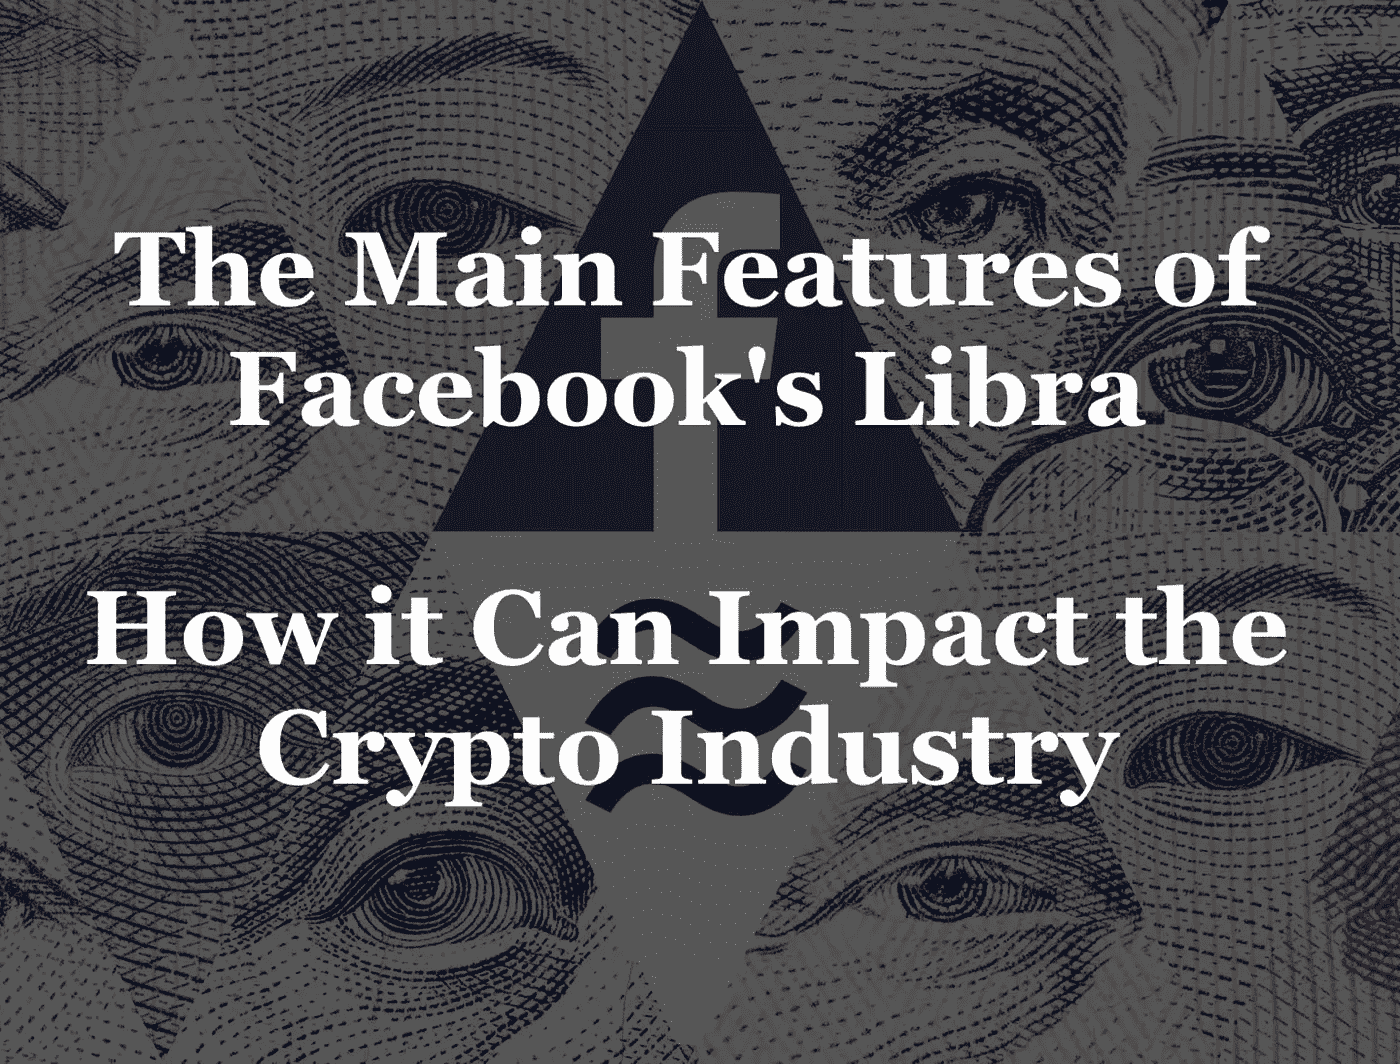 The Main Features of
Facebook's Libra
How it Can Impact the
Crypto Industry